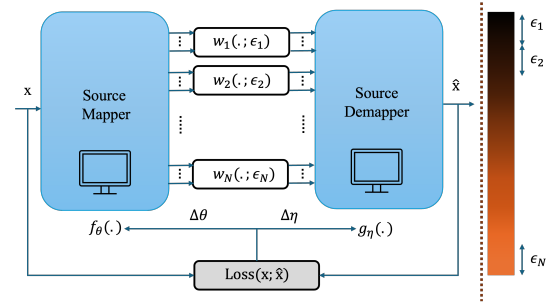 x
Source
Mapper
w₁(.;ϵ₁)
w₂(.;ϵ₂)
w_N(.;ϵ_N)
Source
Demapper
x̂
f_θ(.)
Δθ
Δη
g_η(.)
Loss(x; x̂)
ϵ₁
ϵ₂
ϵ_N